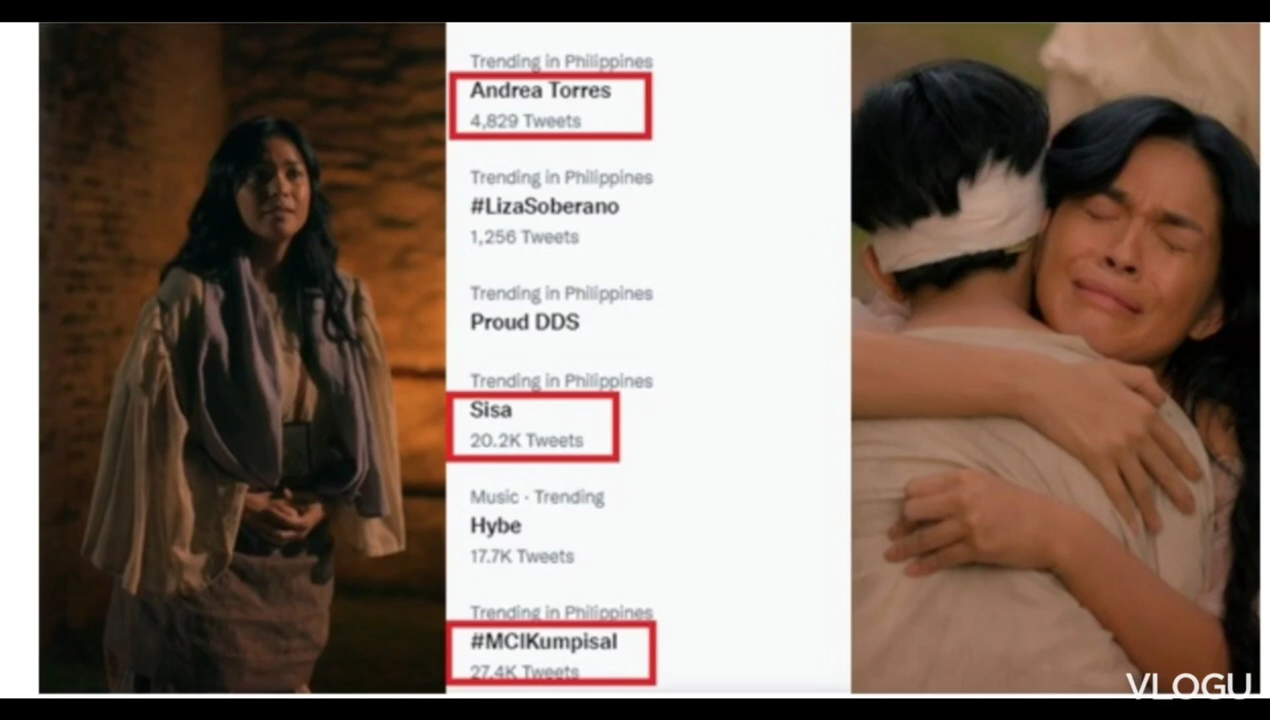 Trending in Philippines
Andrea Torres
4,829 Tweets
Trending in Philippines
#LizaSoberano
1,256 Tweets
Trending in Philippines
Proud DDS
Trending in Philippines
Sisa
20.2K Tweets
Music · Trending
Hybe
17.7K Tweets
Trending in Philippines
#MCIKumpisal
27.4K Tweets
VLOGU